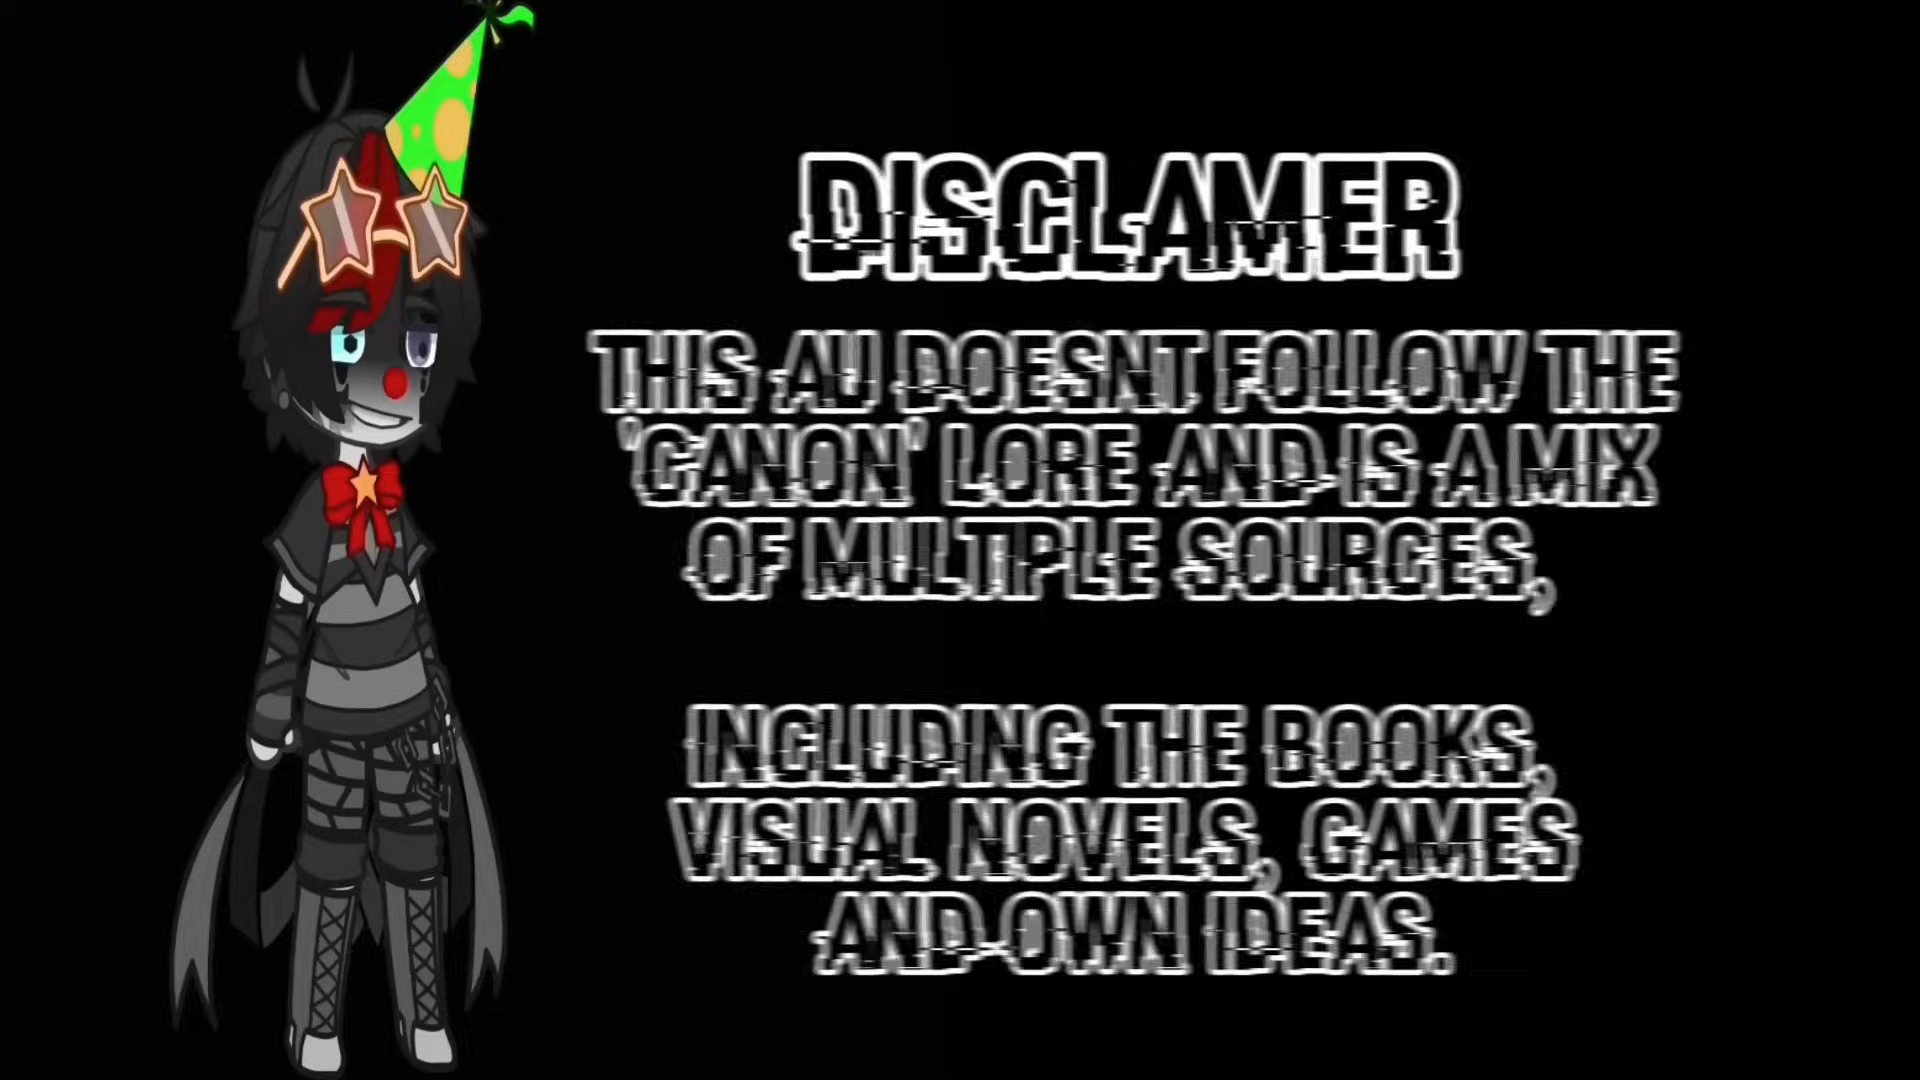 DISCLAMER
THIS AU DOESNT FOLLOW THE
'CANON' LORE AND IS A MIX
OF MULTIPLE SOURCES,
INCLUDING THE BOOKS,
VISUAL NOVELS, GAMES
AND OWN IDEAS.